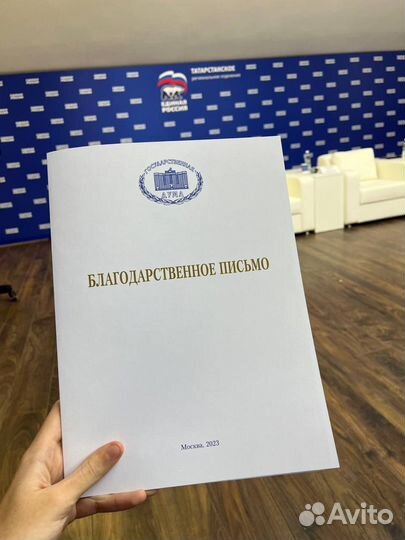 ТАТАРСТАНСКОЕ
региональное отделение
ЕДИНАЯ
РОССИЯ
ГОСУДАРСТВЕННАЯ
ДУМА
БЛАГОДАРСТВЕННОЕ ПИСЬМО
Москва, 2023
Avito